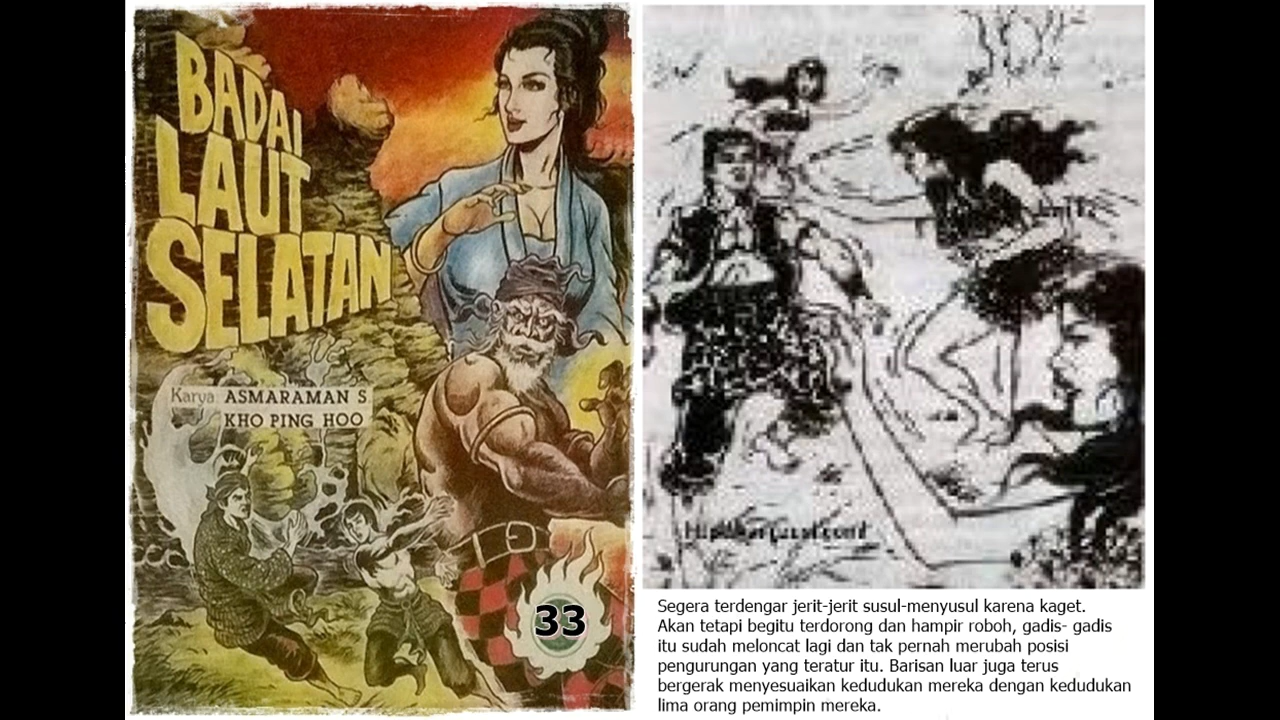 BADAI
LAUT
SELATAN
Karya ASMARAMAN S
KHO PING HOO
33
Segera terdengar jerit-jerit susul-menyusul karena kaget.
Akan tetapi begitu terdorong dan hampir roboh, gadis- gadis
itu sudah meloncat lagi dan tak pernah merubah posisi
pengurungan yang teratur itu. Barisan luar juga terus
bergerak menyesuaikan kedudukan mereka dengan kedudukan
lima orang pemimpin mereka.